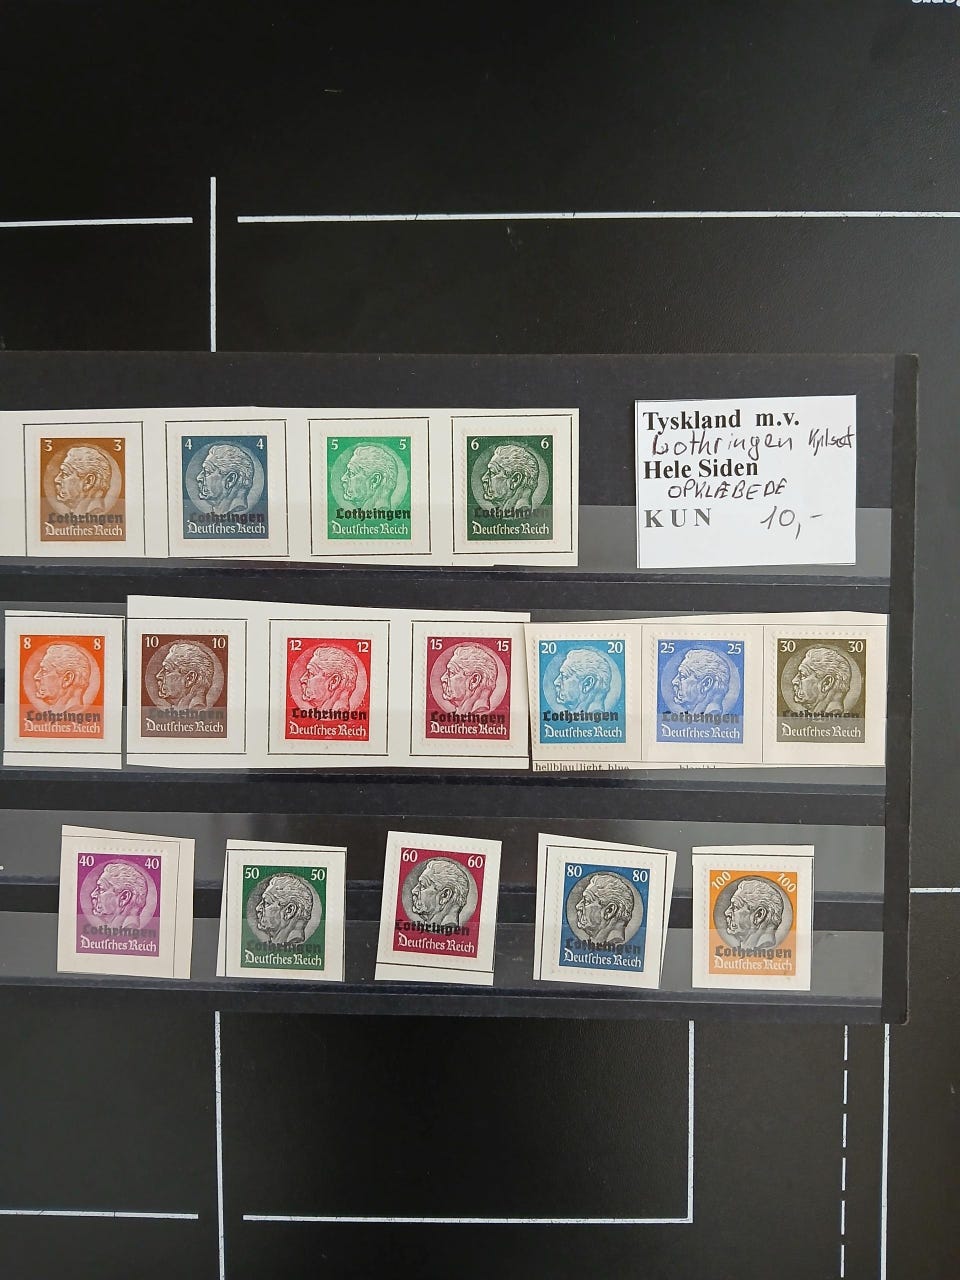 3 3
Lothringen
Deutsches Reich
4 4
Lothringen
Deutsches Reich
5 5
Lothringen
Deutsches Reich
6 6
Lothringen
Deutsches Reich
Tyskland m.v.
Lothringen Kplsæt
Hele Siden
OPKLÆBEDE
KUN 10,-
8 8
Lothringen
Deutsches Reich
10 10
Lothringen
Deutsches Reich
12 12
Lothringen
Deutsches Reich
15 15
Lothringen
Deutsches Reich
20 20
Lothringen
Deutsches Reich
25 25
Lothringen
Deutsches Reich
30 30
Lothringen
Deutsches Reich
hellblau|light blue
40 40
Lothringen
Deutsches Reich
50 50
Lothringen
Deutsches Reich
60 60
Lothringen
Deutsches Reich
80 80
Lothringen
Deutsches Reich
100 100
Lothringen
Deutsches Reich